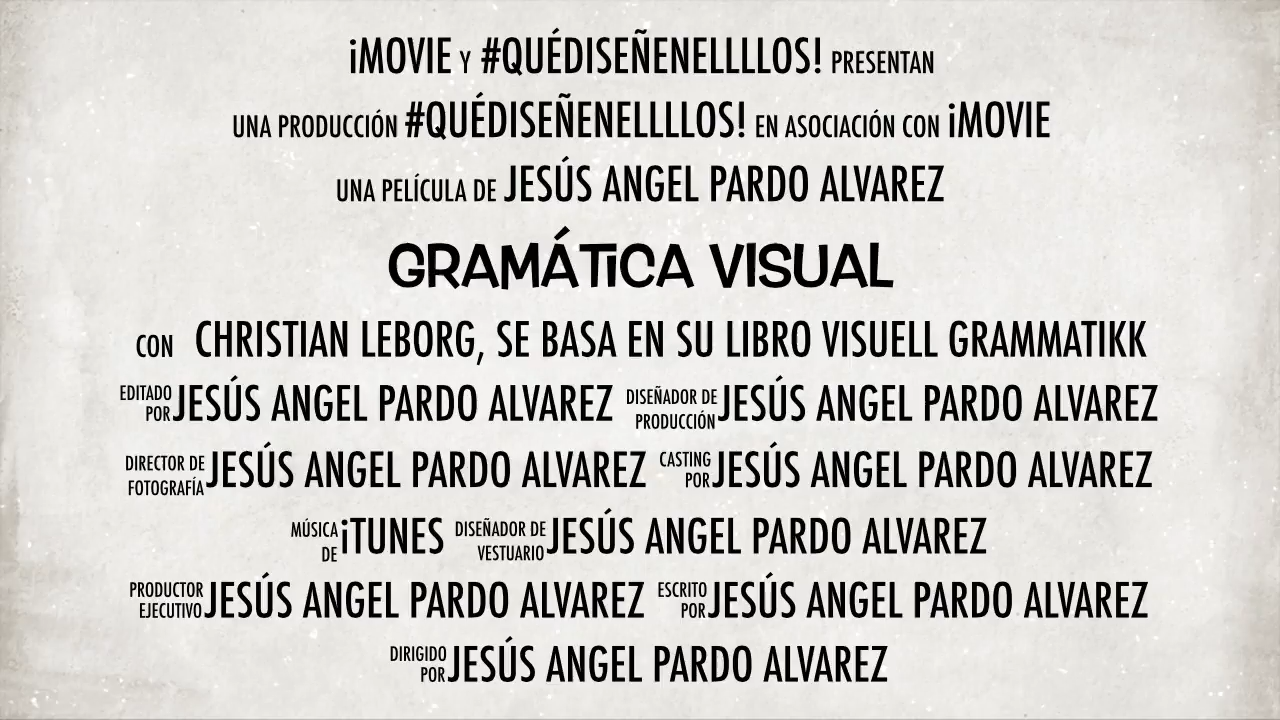 iMOVIE Y #QUÉDISEÑENELLLLOS! PRESENTAN
UNA PRODUCCIÓN #QUÉDISEÑENELLLLOS! EN ASOCIACIÓN CON iMOVIE
UNA PELÍCULA DE JESÚS ANGEL PARDO ALVAREZ
GRAMÁTiCA VISUAL
CON CHRISTIAN LEBORG, SE BASA EN SU LIBRO VISUELL GRAMMATIKK
EDITADO POR JESÚS ANGEL PARDO ALVAREZ DISEÑADOR DE PRODUCCIÓN JESÚS ANGEL PARDO ALVAREZ
DIRECTOR DE FOTOGRAFÍA JESÚS ANGEL PARDO ALVAREZ CASTING POR JESÚS ANGEL PARDO ALVAREZ
MÚSICA DE iTUNES DISEÑADOR DE VESTUARIO JESÚS ANGEL PARDO ALVAREZ
PRODUCTOR EJECUTIVO JESÚS ANGEL PARDO ALVAREZ ESCRITO POR JESÚS ANGEL PARDO ALVAREZ
DIRIGIDO POR JESÚS ANGEL PARDO ALVAREZ